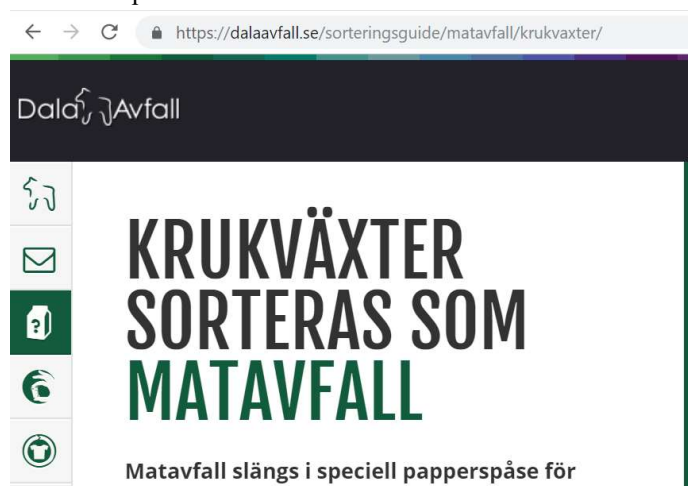 https://dalaavfall.se/sorteringsguide/matavfall/krukvaxter/
Dala Avfall
KRUKVÄXTER
SORTERAS SOM
MATAVFALL
Matavfall slängs i speciell papperspåse för